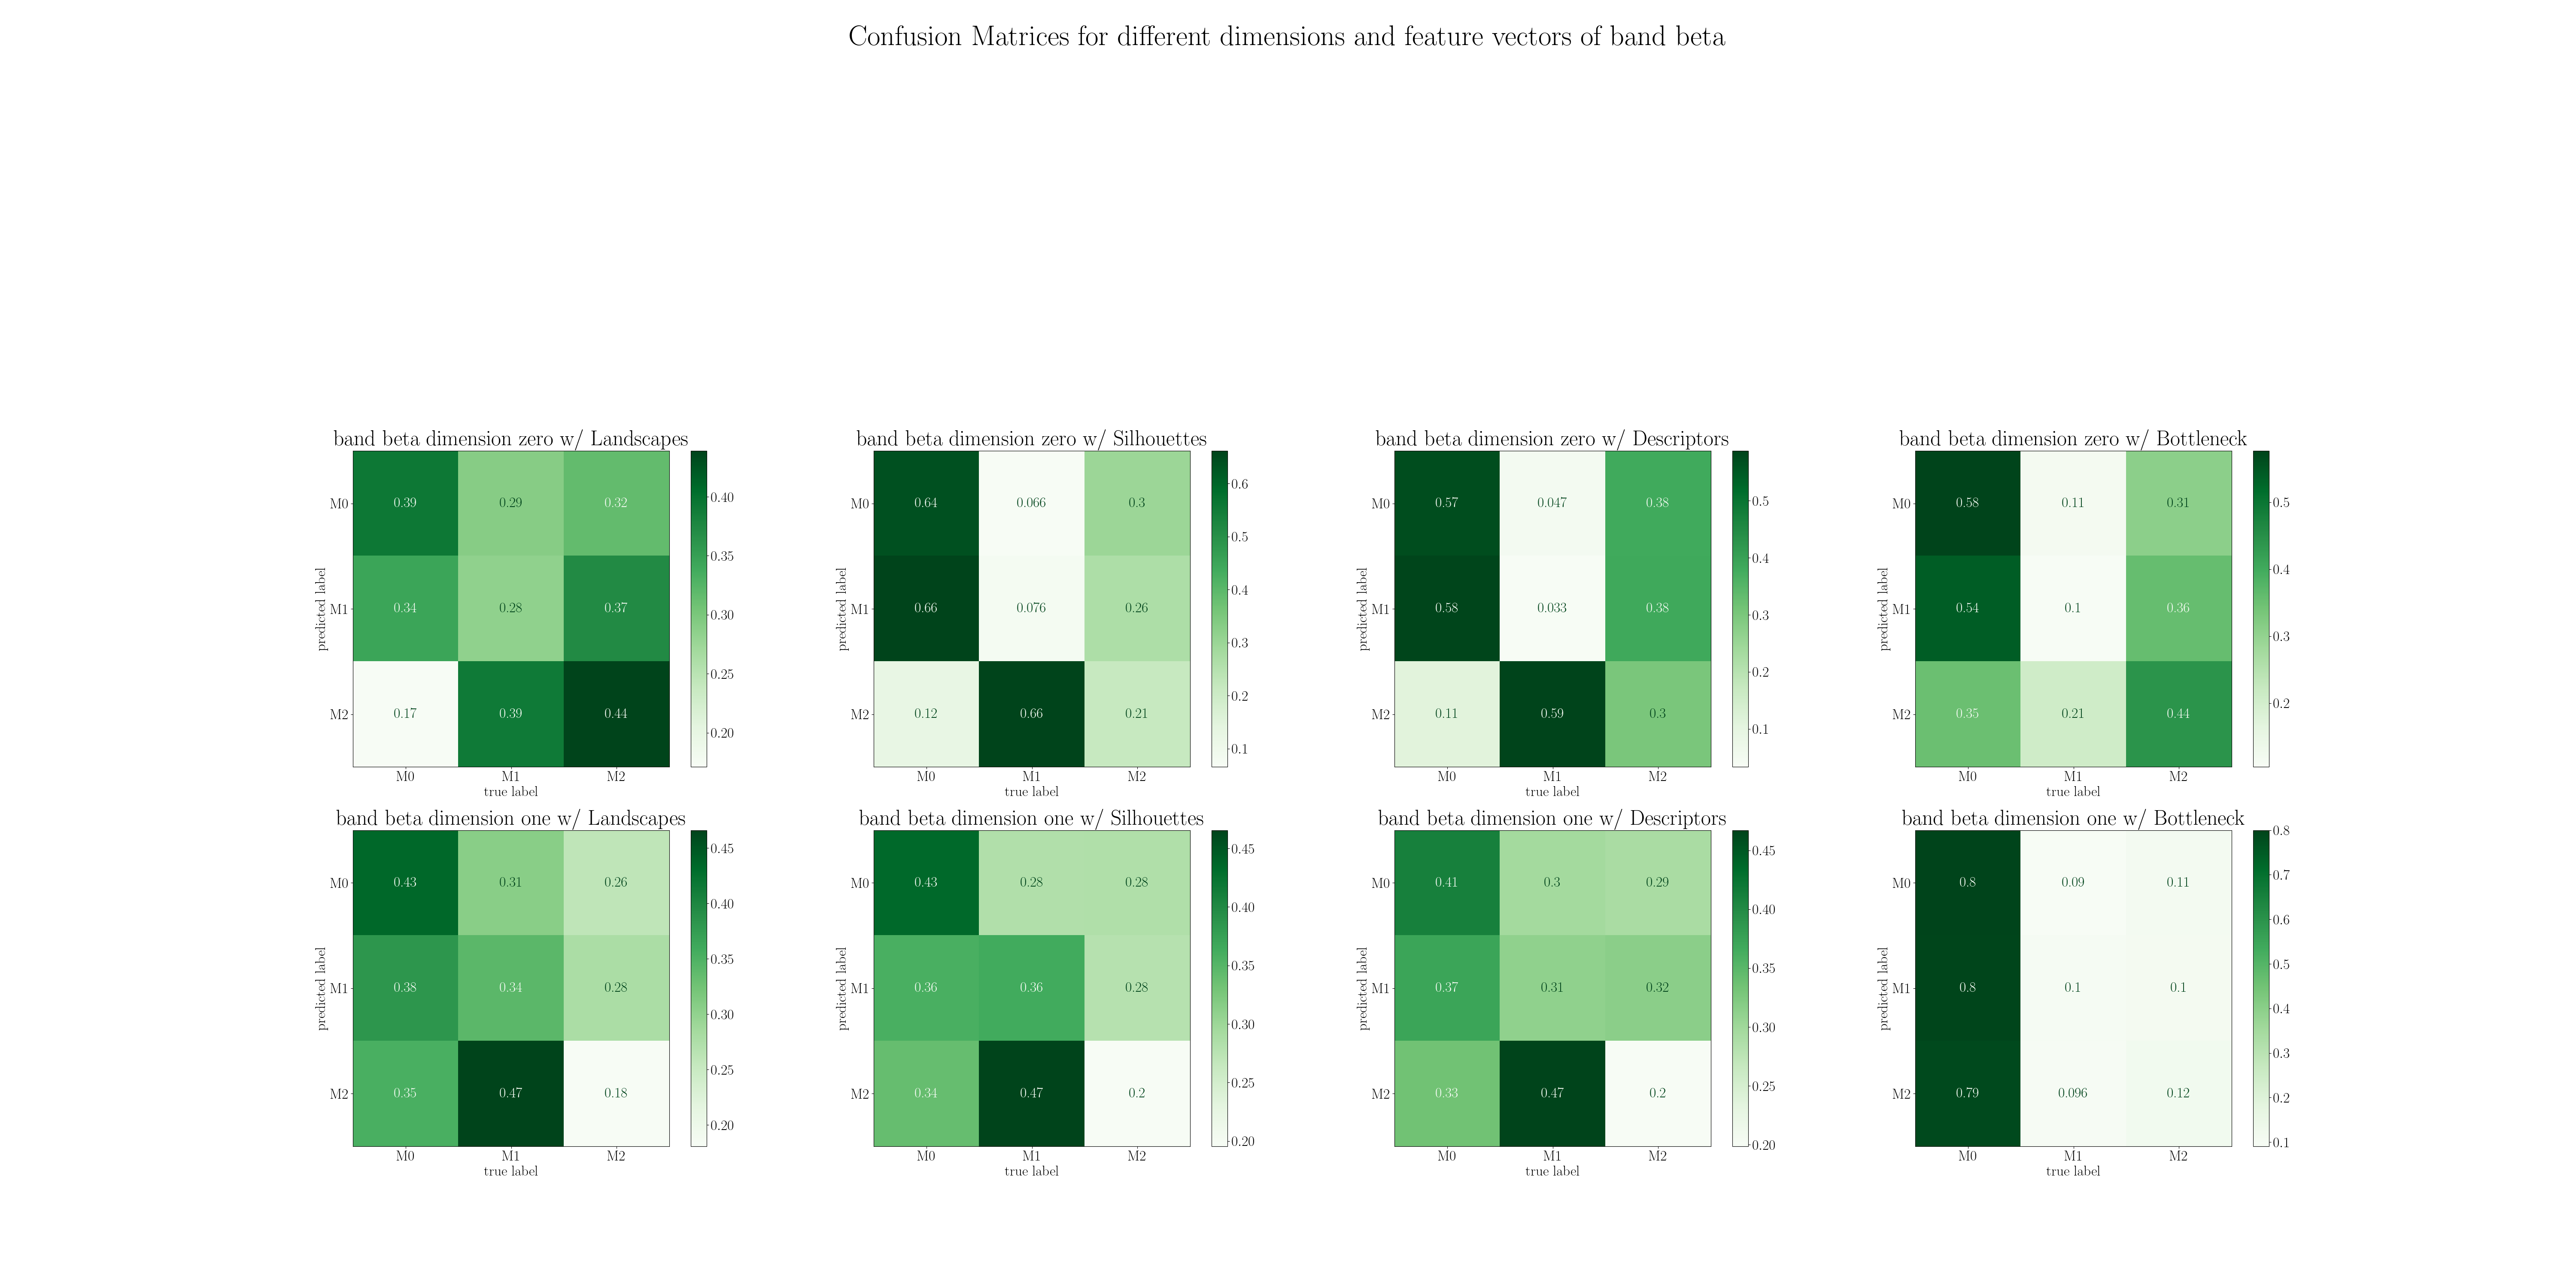 Confusion Matrices for different dimensions and feature vectors of band beta
band beta dimension zero w/ Landscapes
predicted label
M0 0.39 0.29 0.32
M1 0.34 0.28 0.37
M2 0.17 0.39 0.44
M0 M1 M2
true label
0.40
0.35
0.30
0.25
0.20
band beta dimension zero w/ Silhouettes
predicted label
M0 0.64 0.066 0.3
M1 0.66 0.076 0.26
M2 0.12 0.66 0.21
M0 M1 M2
true label
0.6
0.5
0.4
0.3
0.2
0.1
band beta dimension zero w/ Descriptors
predicted label
M0 0.57 0.047 0.38
M1 0.58 0.033 0.38
M2 0.11 0.59 0.3
M0 M1 M2
true label
0.5
0.4
0.3
0.2
0.1
band beta dimension zero w/ Bottleneck
predicted label
M0 0.58 0.11 0.31
M1 0.54 0.1 0.36
M2 0.35 0.21 0.44
M0 M1 M2
true label
0.5
0.4
0.3
0.2
band beta dimension one w/ Landscapes
predicted label
M0 0.43 0.31 0.26
M1 0.38 0.34 0.28
M2 0.35 0.47 0.18
M0 M1 M2
true label
0.45
0.40
0.35
0.30
0.25
0.20
band beta dimension one w/ Silhouettes
predicted label
M0 0.43 0.28 0.28
M1 0.36 0.36 0.28
M2 0.34 0.47 0.2
M0 M1 M2
true label
0.45
0.40
0.35
0.30
0.25
0.20
band beta dimension one w/ Descriptors
predicted label
M0 0.41 0.3 0.29
M1 0.37 0.31 0.32
M2 0.33 0.47 0.2
M0 M1 M2
true label
0.45
0.40
0.35
0.30
0.25
0.20
band beta dimension one w/ Bottleneck
predicted label
M0 0.8 0.09 0.11
M1 0.8 0.1 0.1
M2 0.79 0.096 0.12
M0 M1 M2
true label
0.8
0.7
0.6
0.5
0.4
0.3
0.2
0.1